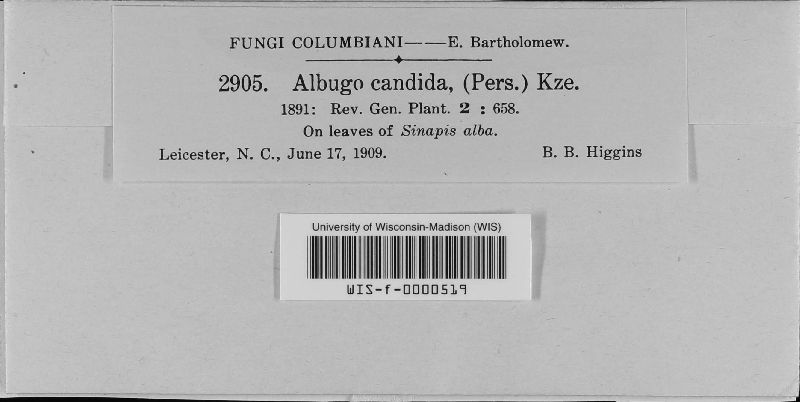 FUNGI COLUMBIANI——E. Bartholomew.
2905. Albugo candida, (Pers.) Kze.
1891: Rev. Gen. Plant. 2 : 658.
On leaves of Sinapis alba.
Leicester, N. C., June 17, 1909. B. B. Higgins
University of Wisconsin-Madison (WIS)
WIS-f-0000519